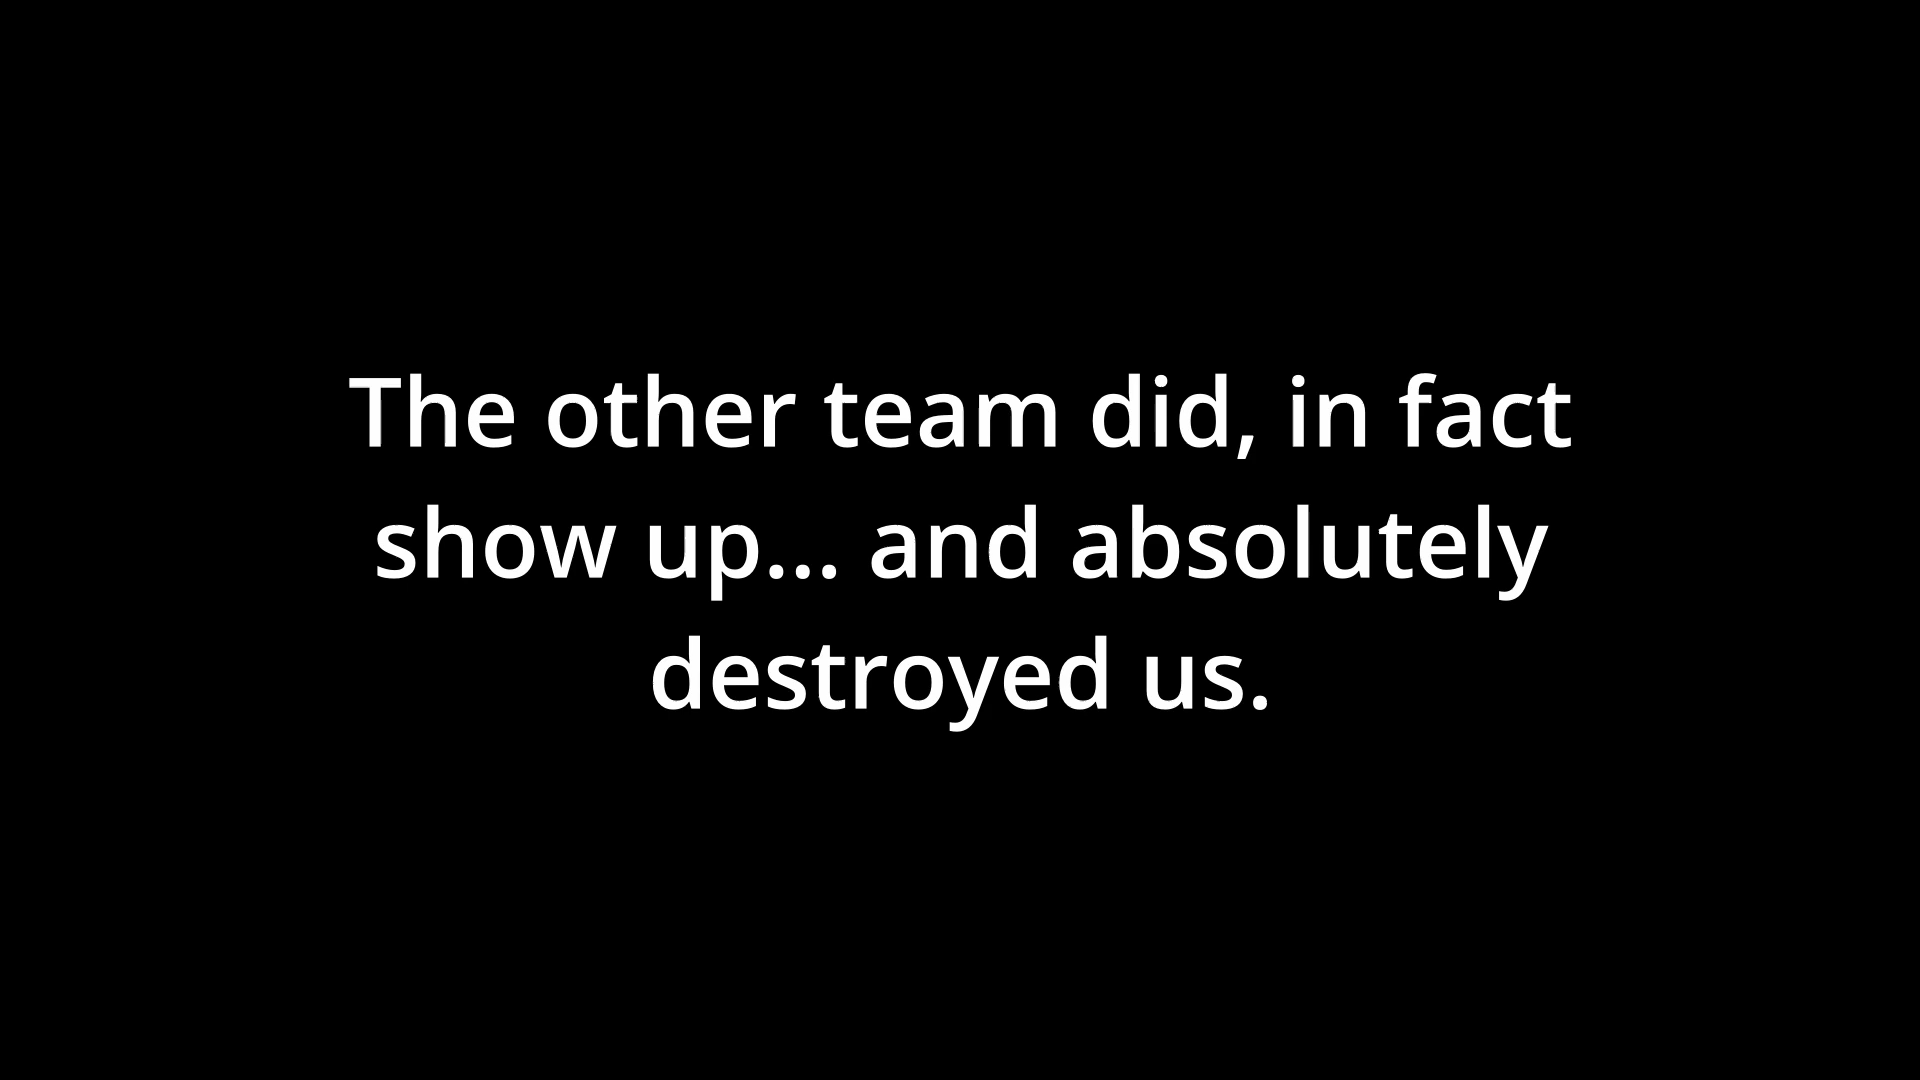 The other team did, in fact
show up... and absolutely
destroyed us.